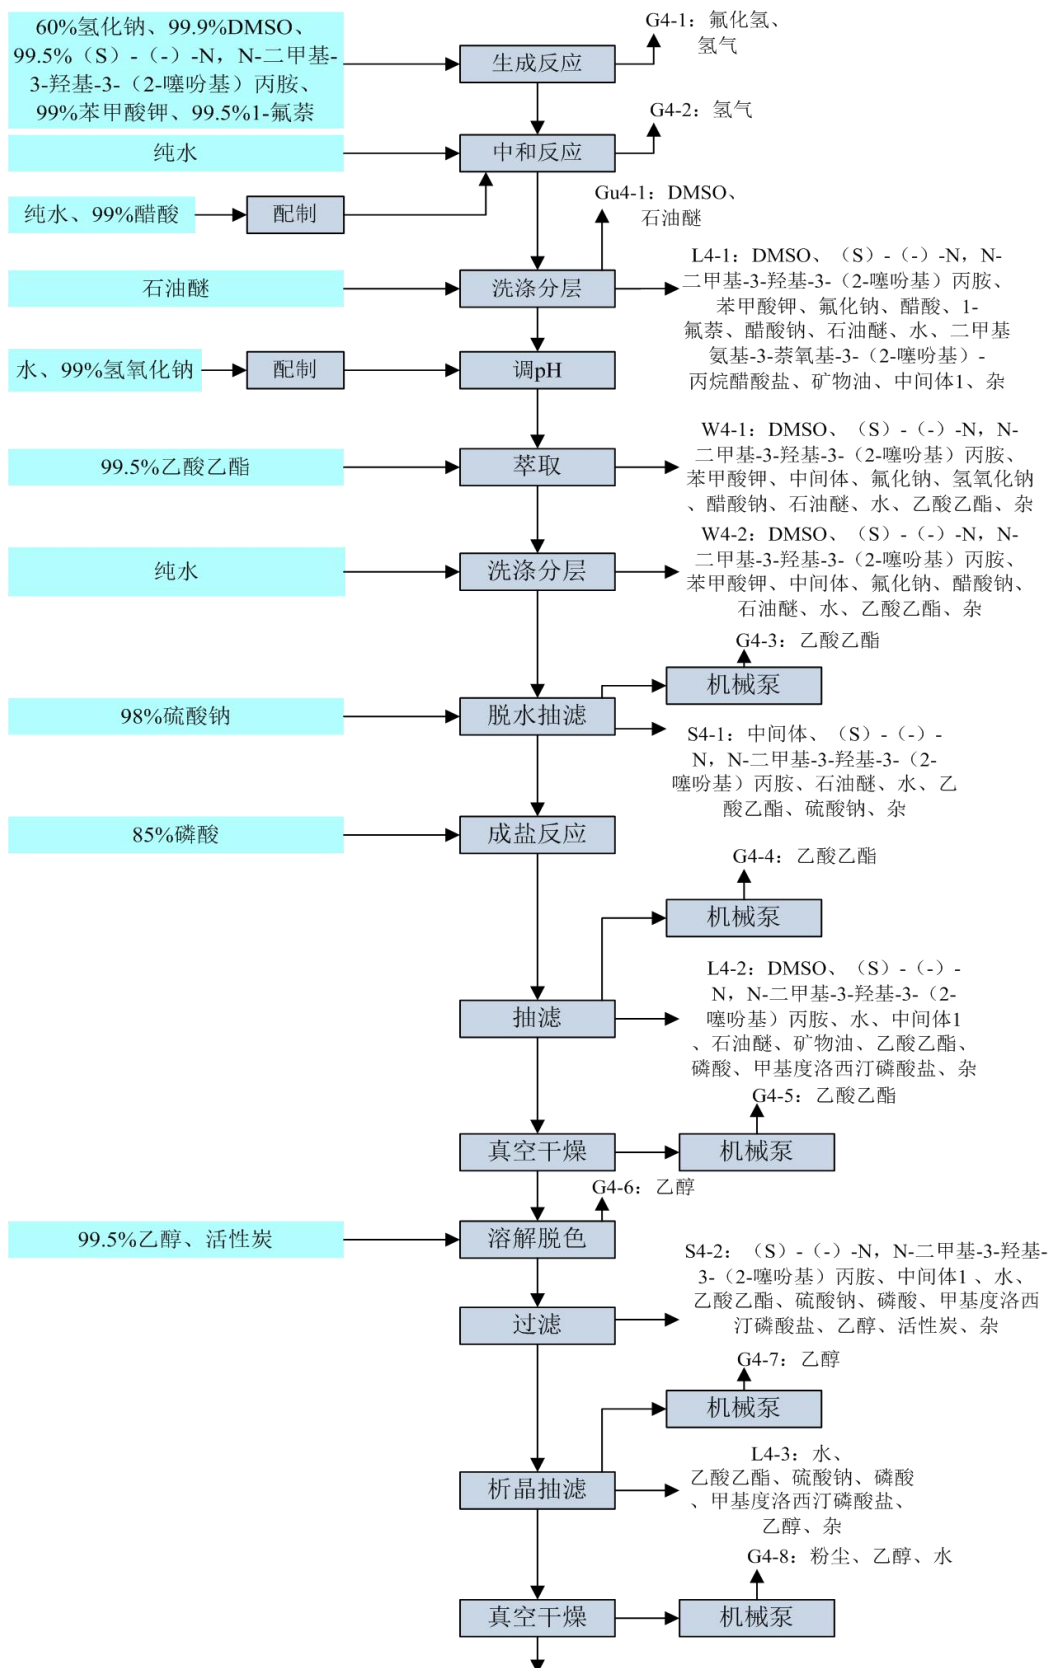 60%氢化钠、99.9%DMSO、
99.5%（S）-（-）-N，N-二甲基-
3-羟基-3-（2-噻吩基）丙胺、
99%苯甲酸钾、99.5%1-氟萘
生成反应
G4-1：氟化氢、
氢气
纯水
中和反应
G4-2：氢气
纯水、99%醋酸
配制
Gu4-1：DMSO、
石油醚
石油醚
洗涤分层
L4-1：DMSO、（S）-（-）-N，N-
二甲基-3-羟基-3-（2-噻吩基）丙胺、
苯甲酸钾、氟化钠、醋酸、1-
氟萘、醋酸钠、石油醚、水、二甲基
氨基-3-萘氧基-3-（2-噻吩基）-
丙烷醋酸盐、矿物油、中间体1、杂
水、99%氢氧化钠
配制
调pH
99.5%乙酸乙酯
萃取
W4-1：DMSO、（S）-（-）-N，N-
二甲基-3-羟基-3-（2-噻吩基）丙胺、
苯甲酸钾、中间体、氟化钠、氢氧化钠
、醋酸钠、石油醚、水、乙酸乙酯、杂
纯水
洗涤分层
W4-2：DMSO、（S）-（-）-N，N-
二甲基-3-羟基-3-（2-噻吩基）丙胺、
苯甲酸钾、中间体、氟化钠、醋酸钠、
石油醚、水、乙酸乙酯、杂
G4-3：乙酸乙酯
机械泵
98%硫酸钠
脱水抽滤
S4-1：中间体、（S）-（-）-
N，N-二甲基-3-羟基-3-（2-
噻吩基）丙胺、石油醚、水、乙
酸乙酯、硫酸钠、杂
85%磷酸
成盐反应
G4-4：乙酸乙酯
机械泵
抽滤
L4-2：DMSO、（S）-（-）-
N，N-二甲基-3-羟基-3-（2-
噻吩基）丙胺、水、中间体1
、石油醚、矿物油、乙酸乙酯、
磷酸、甲基度洛西汀磷酸盐、杂
G4-5：乙酸乙酯
真空干燥
机械泵
G4-6：乙醇
99.5%乙醇、活性炭
溶解脱色
S4-2：（S）-（-）-N，N-二甲基-3-羟基-
3-（2-噻吩基）丙胺、中间体1 、水、
乙酸乙酯、硫酸钠、磷酸、甲基度洛西
汀磷酸盐、乙醇、活性炭、杂
过滤
G4-7：乙醇
机械泵
析晶抽滤
L4-3：水、
乙酸乙酯、硫酸钠、磷酸
、甲基度洛西汀磷酸盐、
乙醇、杂
G4-8：粉尘、乙醇、水
真空干燥
机械泵